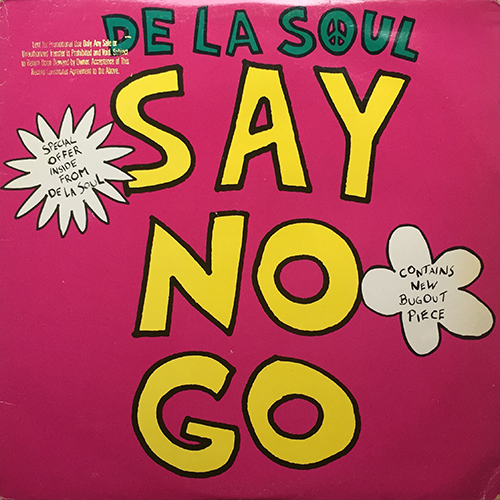 DE LA SOUL
Lent for Promotional Use Only. Any Sale or
Unauthorized Transfer is Prohibited and Void. Subject
to Return Upon Demand by Owner. Acceptance of This
Record Constitutes Agreement to the Above.
SAY
NO
GO
SPECIAL
OFFER
INSIDE
FROM
DE LA SOUL
CONTAINS
NEW
BUGOUT
PIECE